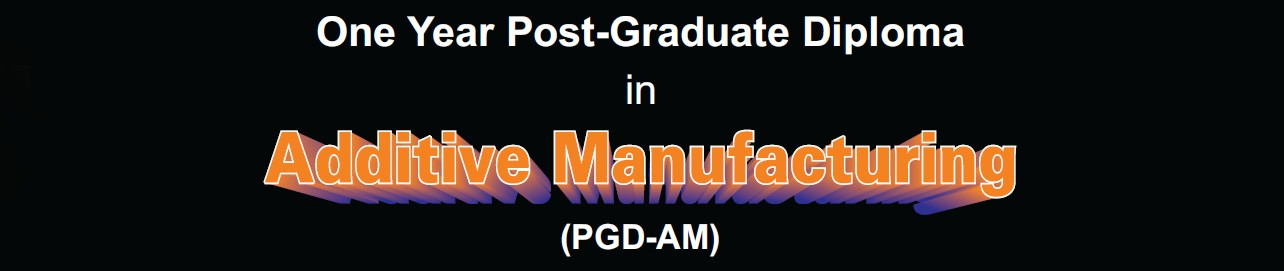 One Year Post-Graduate Diploma
in
Additive Manufacturing
(PGD-AM)